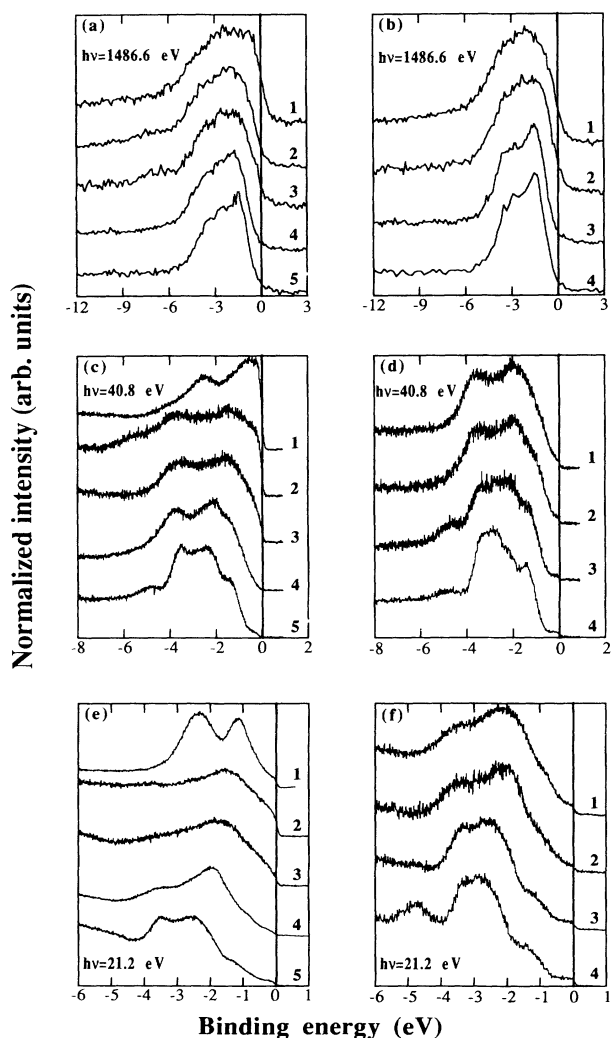 Normalized intensity (arb. units)
(a)
hν=1486.6 eV
1
2
3
4
5
-12 -9 -6 -3 0 3
(b)
hν=1486.6 eV
1
2
3
4
-12 -9 -6 -3 0 3
(c)
hν=40.8 eV
1
2
3
4
5
-8 -6 -4 -2 0 2
(d)
hν=40.8 eV
1
2
3
4
-8 -6 -4 -2 0 2
(e)
1
2
3
4
5
hν=21.2 eV
-6 -5 -4 -3 -2 -1 0 1
(f)
1
2
3
4
hν=21.2 eV
-6 -5 -4 -3 -2 -1 0 1
Binding energy (eV)